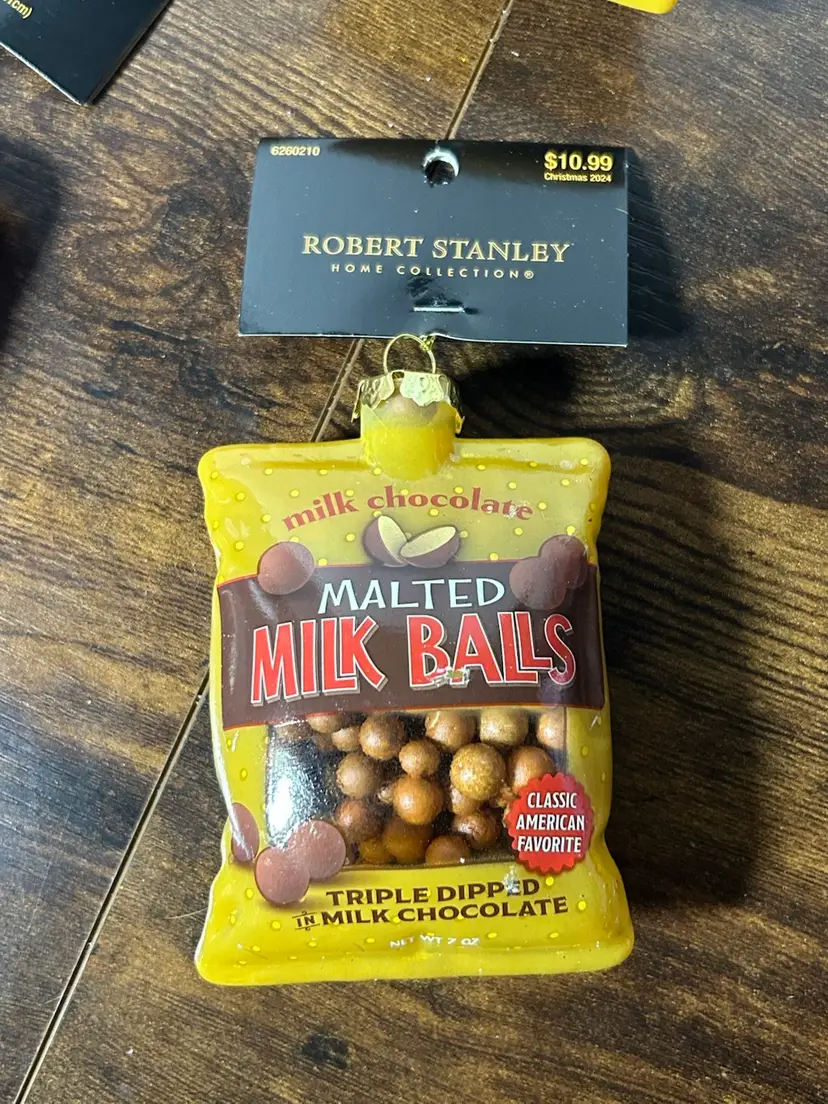 1cm)
6260210
$10.99
Christmas 2024
ROBERT STANLEY
HOME COLLECTION®
milk chocolate
MALTED
MILK BALLS
CLASSIC
AMERICAN
FAVORITE
TRIPLE DIPPED
IN MILK CHOCOLATE
NET WT 7 OZ